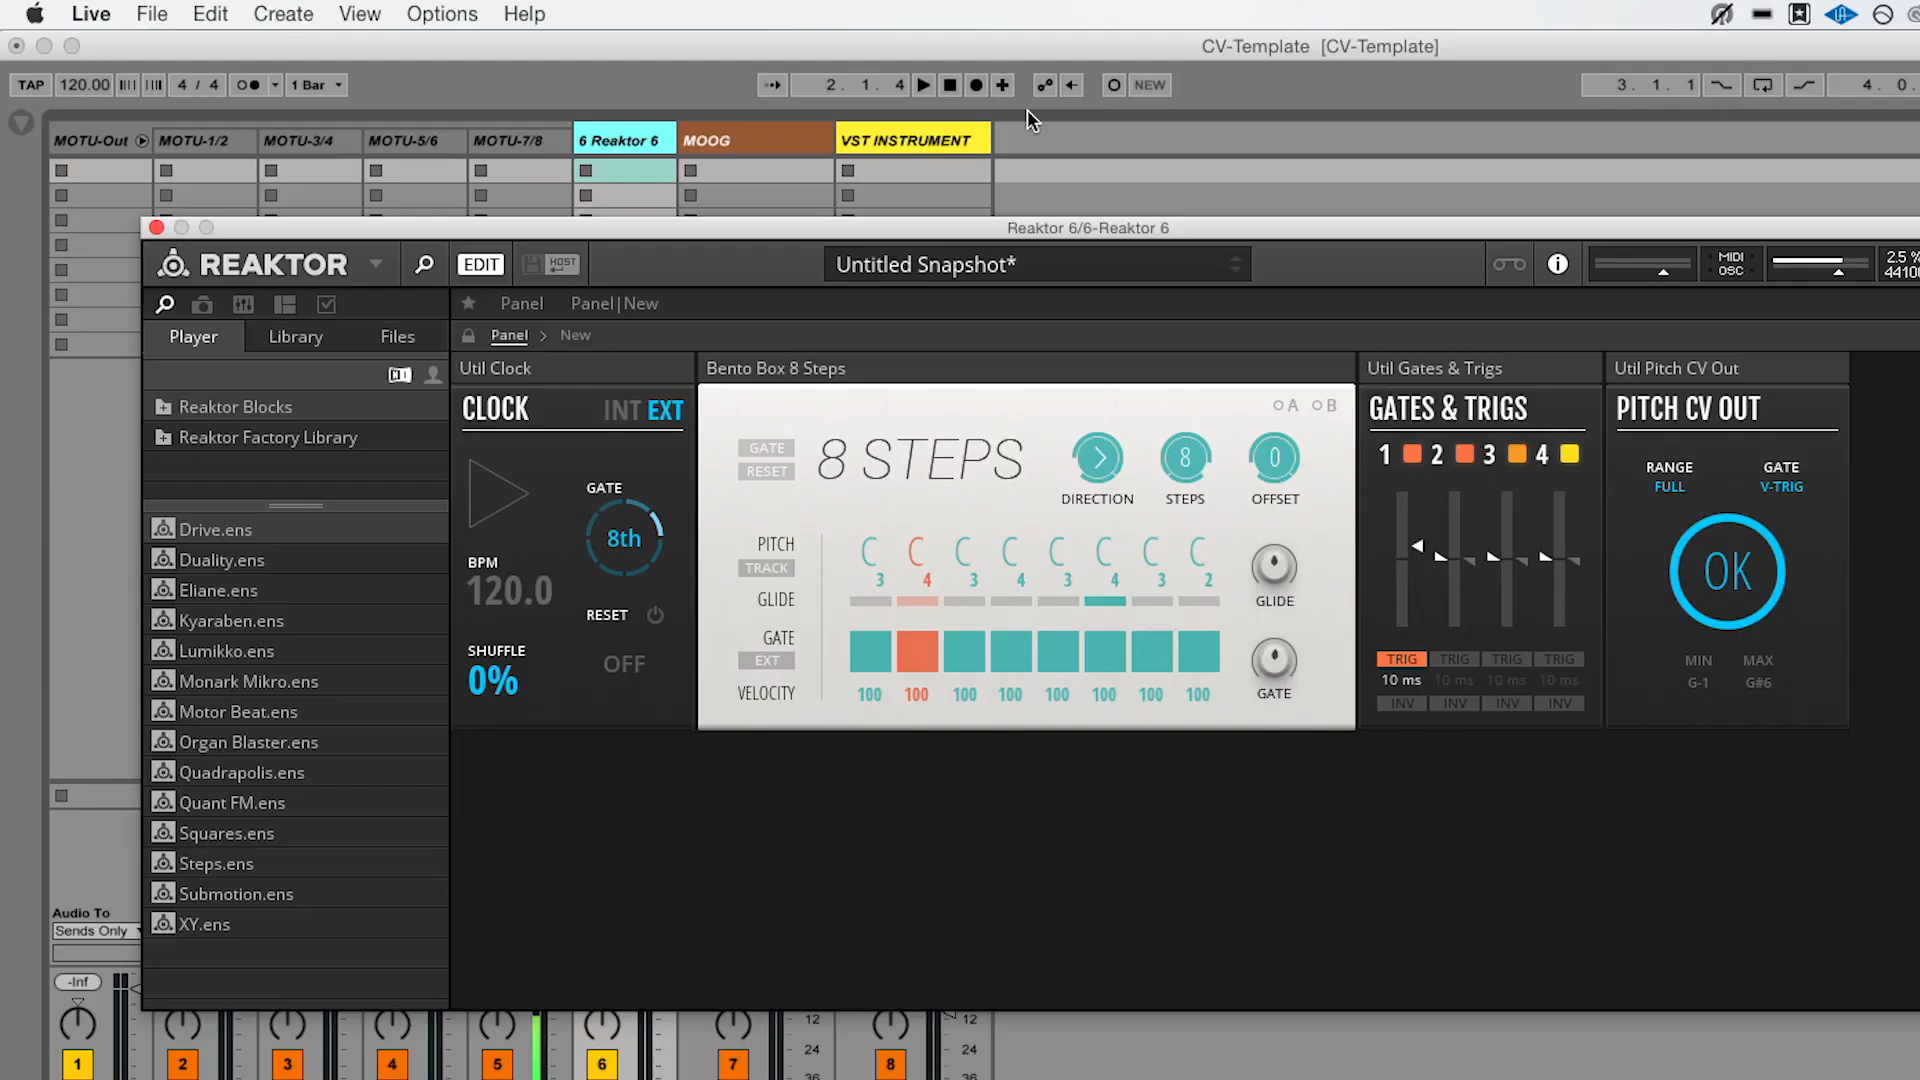 Live File Edit Create View Options Help
CV-Template [CV-Template]
TAP 120.00 4 / 4 1 Bar 2. 1. 4 NEW 3. 1. 1 4. 0.
MOTU-Out MOTU-1/2 MOTU-3/4 MOTU-5/6 MOTU-7/8 6 Reaktor 6 MOOG VST INSTRUMENT
Reaktor 6/6-Reaktor 6
REAKTOR EDIT HOST Untitled Snapshot* MIDI OSC 2.5 % 4410
Panel Panel|New
Player Library Files
Panel > New
Util Clock Bento Box 8 Steps Util Gates & Trigs Util Pitch CV Out
Reaktor Blocks
Reaktor Factory Library
Drive.ens
Duality.ens
Eliane.ens
Kyaraben.ens
Lumikko.ens
Monark Mikro.ens
Motor Beat.ens
Organ Blaster.ens
Quadrapolis.ens
Quant FM.ens
Squares.ens
Steps.ens
Submotion.ens
XY.ens
CLOCK INT EXT
GATE
8th
BPM
120.0
RESET
SHUFFLE
0%
OFF
A B
GATE
RESET
8 STEPS
> 8 0
DIRECTION STEPS OFFSET
PITCH C C C C C C C C
TRACK 3 4 3 4 3 4 3 2
GLIDE GLIDE
GATE
EXT
VELOCITY 100 100 100 100 100 100 100 100 GATE
GATES & TRIGS
1 2 3 4
TRIG TRIG TRIG TRIG
10 ms 10 ms 10 ms 10 ms
INV INV INV INV
PITCH CV OUT
RANGE GATE
FULL V-TRIG
OK
MIN MAX
G-1 G#6
Audio To
Sends Only
-Inf
12 12
24 24
36 36
1 2 3 4 5 6 7 8